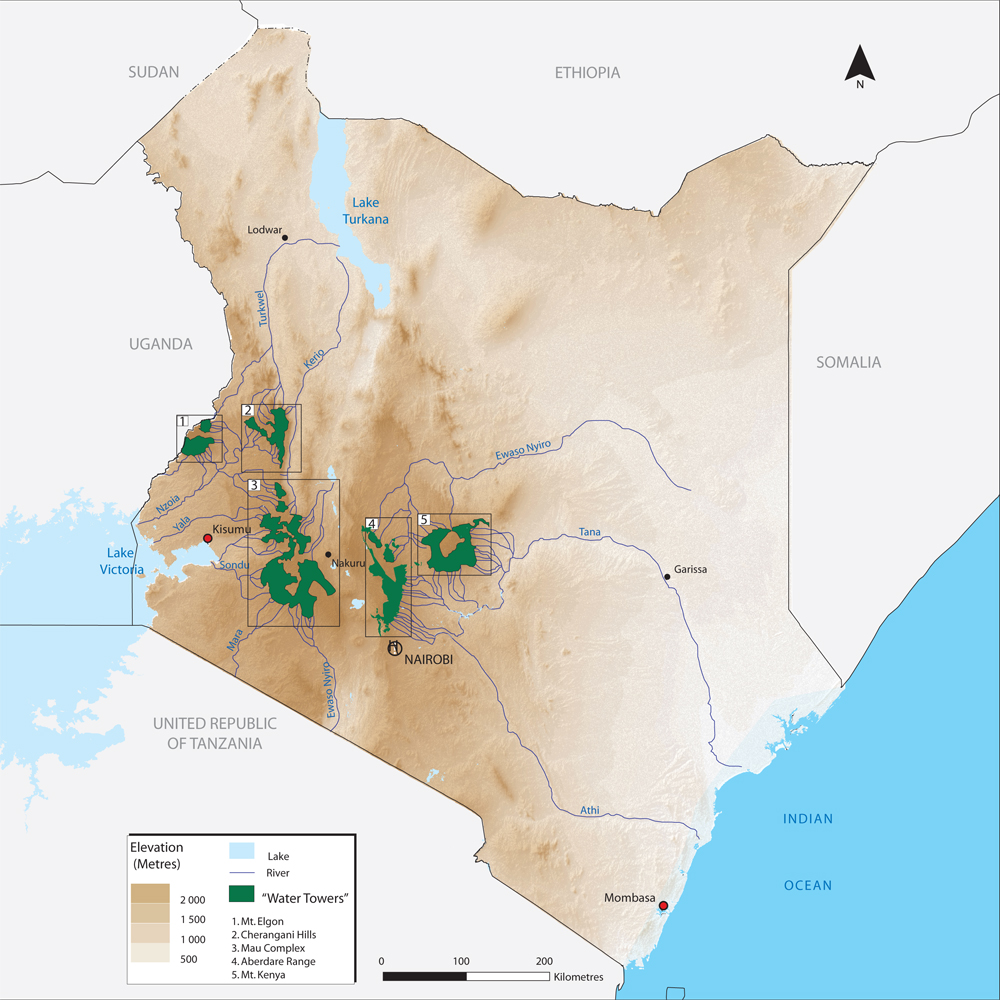 SUDAN
ETHIOPIA
N
Lake
Turkana
Lodwar
Turkwel
Kerio
UGANDA
SOMALIA
1
2
3
4
5
Ewaso Nyiro
Nzoia
Yala
Kisumu
Lake
Victoria
Sondu
Nakuru
Tana
Garissa
Mara
Ewaso Nyiro
NAIROBI
UNITED REPUBLIC
OF TANZANIA
Athi
INDIAN
OCEAN
Mombasa
Elevation
(Metres)
2 000
1 500
1 000
500
Lake
River
“Water Towers”
1. Mt. Elgon
2. Cherangani Hills
3. Mau Complex
4. Aberdare Range
5. Mt. Kenya
0 100 200
Kilometres